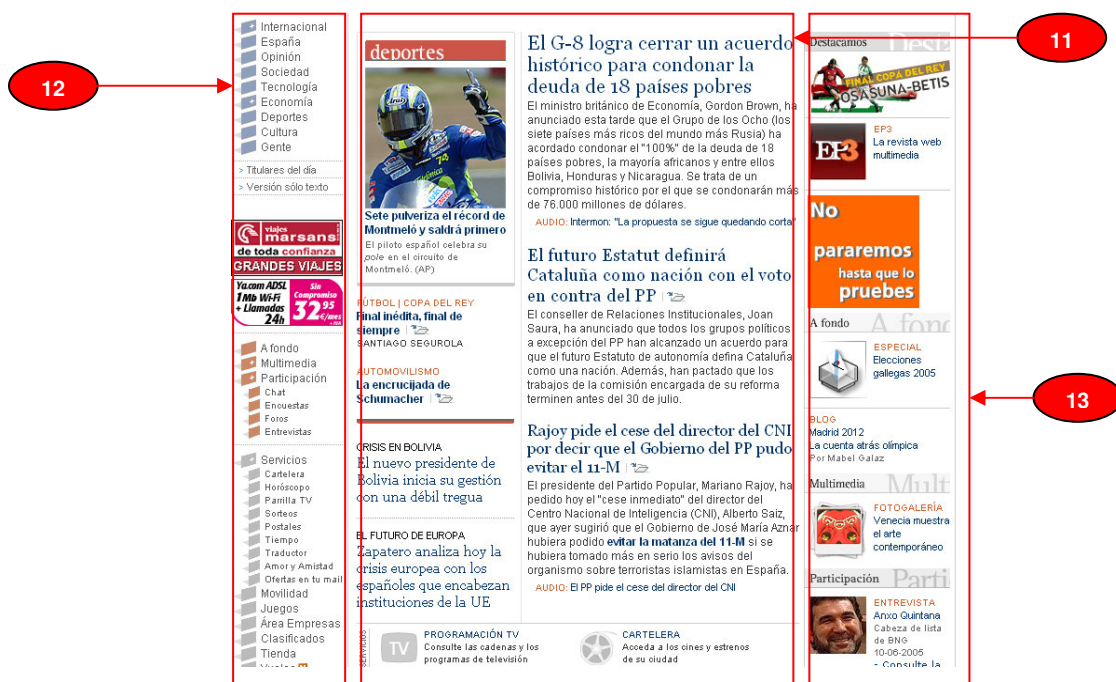 12
Internacional
España
Opinión
Sociedad
Tecnología
Economía
Deportes
Cultura
Gente
> Titulares del día
> Versión sólo texto
viajes
marsans
de toda confianza
GRANDES VIAJES
Ya.com ADSL
1Mb Wi-Fi
+ Llamadas
24h
Sin
Compromiso
32'95
€/mes
A fondo
Multimedia
Participación
Chat
Encuestas
Foros
Entrevistas
Servicios
Cartelera
Horóscopo
Parrilla TV
Sorteos
Postales
Tiempo
Traductor
Amor y Amistad
Ofertas en tu mail
Movilidad
Juegos
Área Empresas
Clasificados
Tienda
Vuelos
deportes
Sete pulveriza el récord de
Montmeló y saldrá primero
El piloto español celebra su
pole en el circuito de
Montmeló. (AP)
FÚTBOL | COPA DEL REY
Final inédita, final de
siempre |
SANTIAGO SEGUROLA
AUTOMOVILISMO
La encrucijada de
Schumacher |
CRISIS EN BOLIVIA
El nuevo presidente de
Bolivia inicia su gestión
con una débil tregua
EL FUTURO DE EUROPA
Zapatero analiza hoy la
crisis europea con los
españoles que encabezan
instituciones de la UE
El G-8 logra cerrar un acuerdo
histórico para condonar la
deuda de 18 países pobres
El ministro británico de Economía, Gordon Brown, ha
anunciado esta tarde que el Grupo de los Ocho (los
siete países más ricos del mundo más Rusia) ha
acordado condonar el "100%" de la deuda de 18
países pobres, la mayoría africanos y entre ellos
Bolivia, Honduras y Nicaragua. Se trata de un
compromiso histórico por el que se condonarán más
de 76.000 millones de dólares.
AUDIO: Intermon: "La propuesta se sigue quedando corta"
El futuro Estatut definirá
Cataluña como nación con el voto
en contra del PP |
El conseller de Relaciones Institucionales, Joan
Saura, ha anunciado que todos los grupos políticos
a excepción del PP han alcanzado un acuerdo para
que el futuro Estatuto de autonomía defina Cataluña
como una nación. Además, han pactado que los
trabajos de la comisión encargada de su reforma
terminen antes del 30 de julio.
Rajoy pide el cese del director del CNI
por decir que el Gobierno del PP pudo
evitar el 11-M |
El presidente del Partido Popular, Mariano Rajoy, ha
pedido hoy el "cese inmediato" del director del
Centro Nacional de Inteligencia (CNI), Alberto Saiz,
que ayer sugirió que el Gobierno de José María Aznar
hubiera podido evitar la matanza del 11-M si se
hubiera tomado más en serio los avisos del
organismo sobre terroristas islamistas en España.
AUDIO: El PP pide el cese del director del CNI
SERVICIOS
TV
PROGRAMACIÓN TV
Consulte las cadenas y los
programas de televisión
CARTELERA
Acceda a los cines y estrenos
de su ciudad
11
Destacamos
Dest
FINAL COPA DEL REY
OSASUNA-BETIS
EP3
EP3
La revista web
multimedia
No
pararemos
hasta que lo
pruebes
A fondo
A fond
ESPECIAL
Elecciones
gallegas 2005
13
BLOG
Madrid 2012
La cuenta atrás olímpica
Por Mabel Galaz
Multimedia
Mult
FOTOGALERÍA
Venecia muestra
el arte
contemporáneo
Participación
Parti
ENTREVISTA
Anxo Quintana
Cabeza de lista
de BNG
10-06-2005
- Consulte la